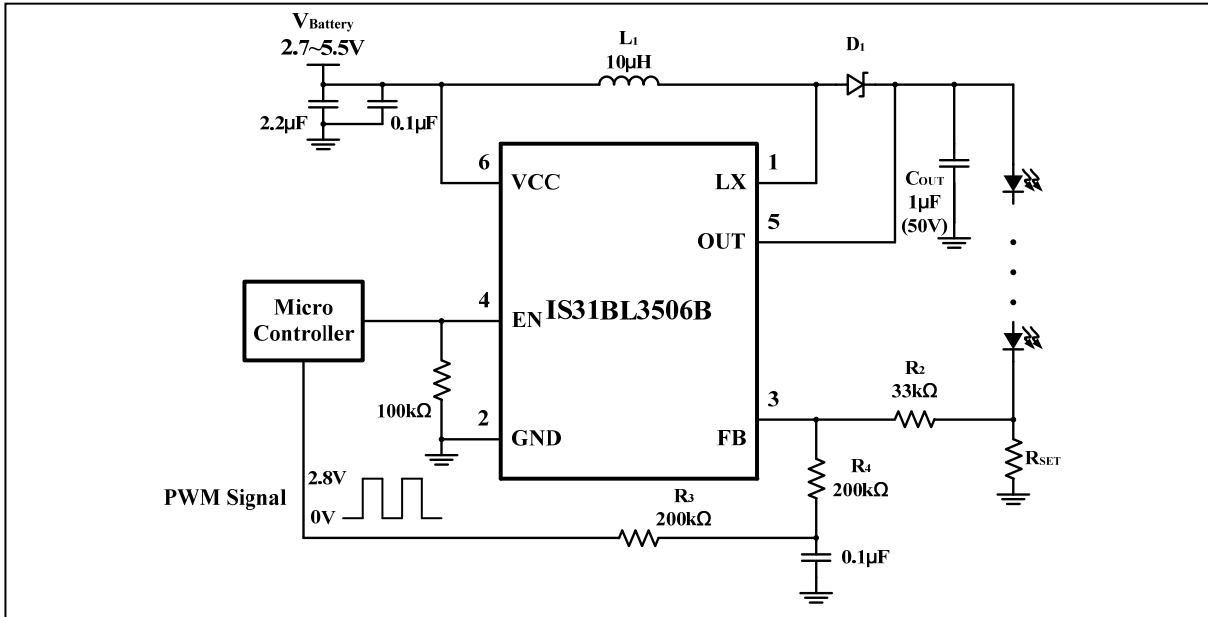 VBattery
2.7~5.5V
L1
10µH
D1
2.2µF
0.1µF
6
VCC
1
LX
COUT
1µF
(50V)
5
OUT
Micro
Controller
4
EN
IS31BL3506B
R2
33kΩ
100kΩ
2
GND
3
FB
RSET
R4
200kΩ
PWM Signal
2.8V
0V
R3
200kΩ
0.1µF